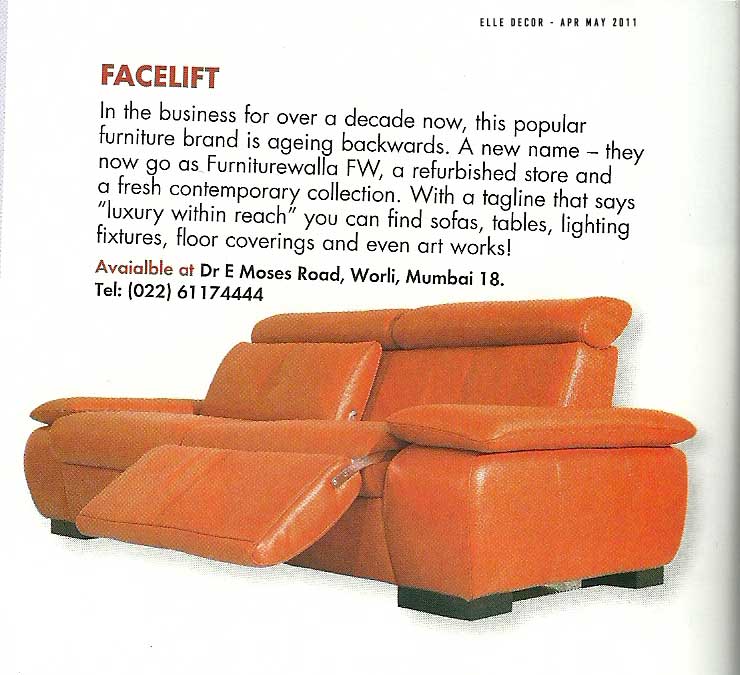 ELLE DECOR - APR MAY 2011
FACELIFT
In the business for over a decade now, this popular
furniture brand is ageing backwards. A new name – they
now go as Furniturewalla FW, a refurbished store and
a fresh contemporary collection. With a tagline that says
"luxury within reach" you can find sofas, tables, lighting
fixtures, floor coverings and even art works!
Avaialble at Dr E Moses Road, Worli, Mumbai 18.
Tel: (022) 61174444